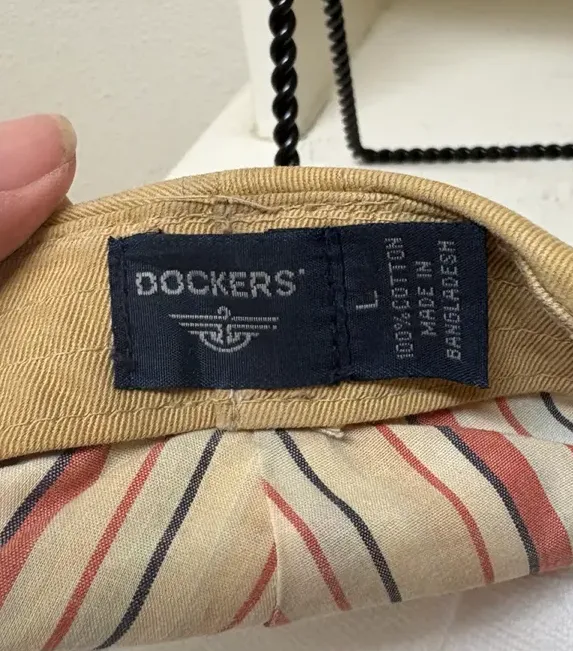 DOCKERS®
L
100% COTTON
MADE IN
BANGLADESH